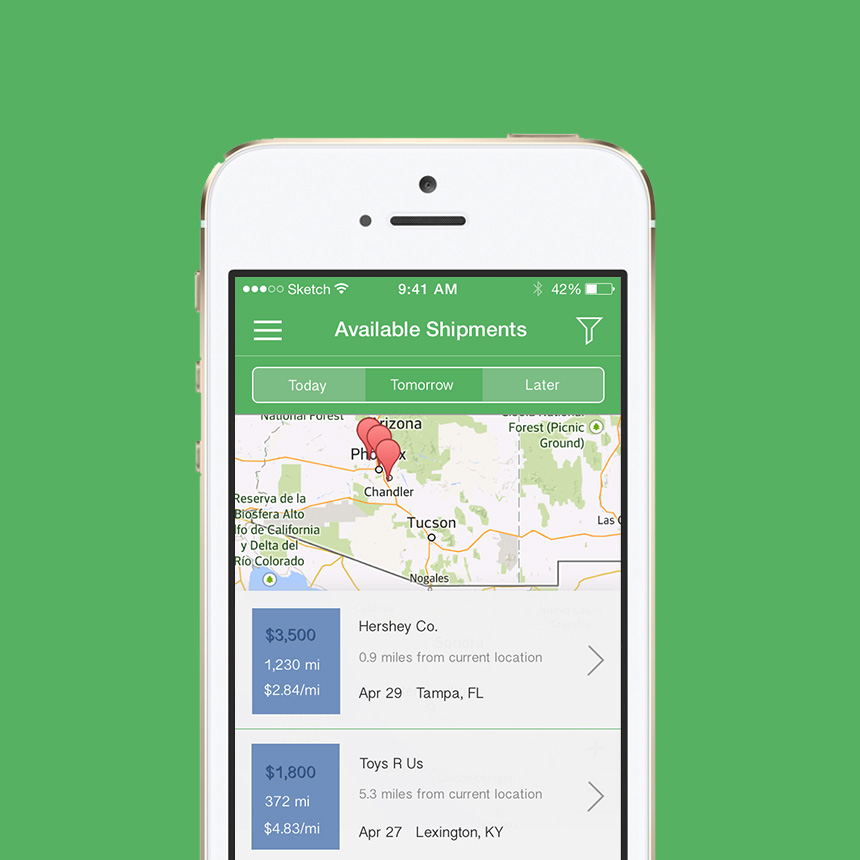 Sketch 9:41 AM 42%
Available Shipments
Today Tomorrow Later
National Forest
Arizona
Forest (Picnic
Ground)
Chandler
Reserva de la
Biosfera Alto
lfo de California
y Delta del
Río Colorado
Tucson
Las
Nogales
$3,500
1,230 mi
$2.84/mi
Hershey Co.
0.9 miles from current location
Apr 29 Tampa, FL
$1,800
372 mi
$4.83/mi
Toys R Us
5.3 miles from current location
Apr 27 Lexington, KY